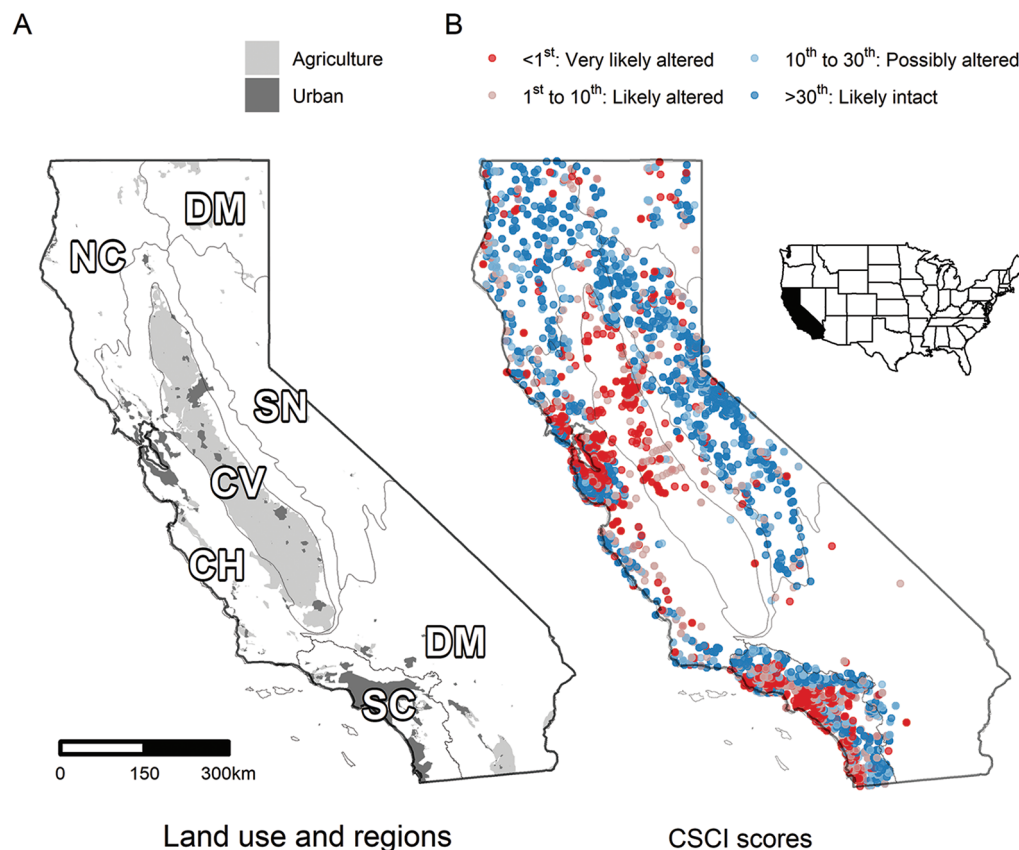 A
Agriculture
Urban
B
<1st: Very likely altered
10th to 30th: Possibly altered
1st to 10th: Likely altered
>30th: Likely intact
DM
NC
SN
CV
CH
DM
SC
0 150 300km
Land use and regions
CSCI scores